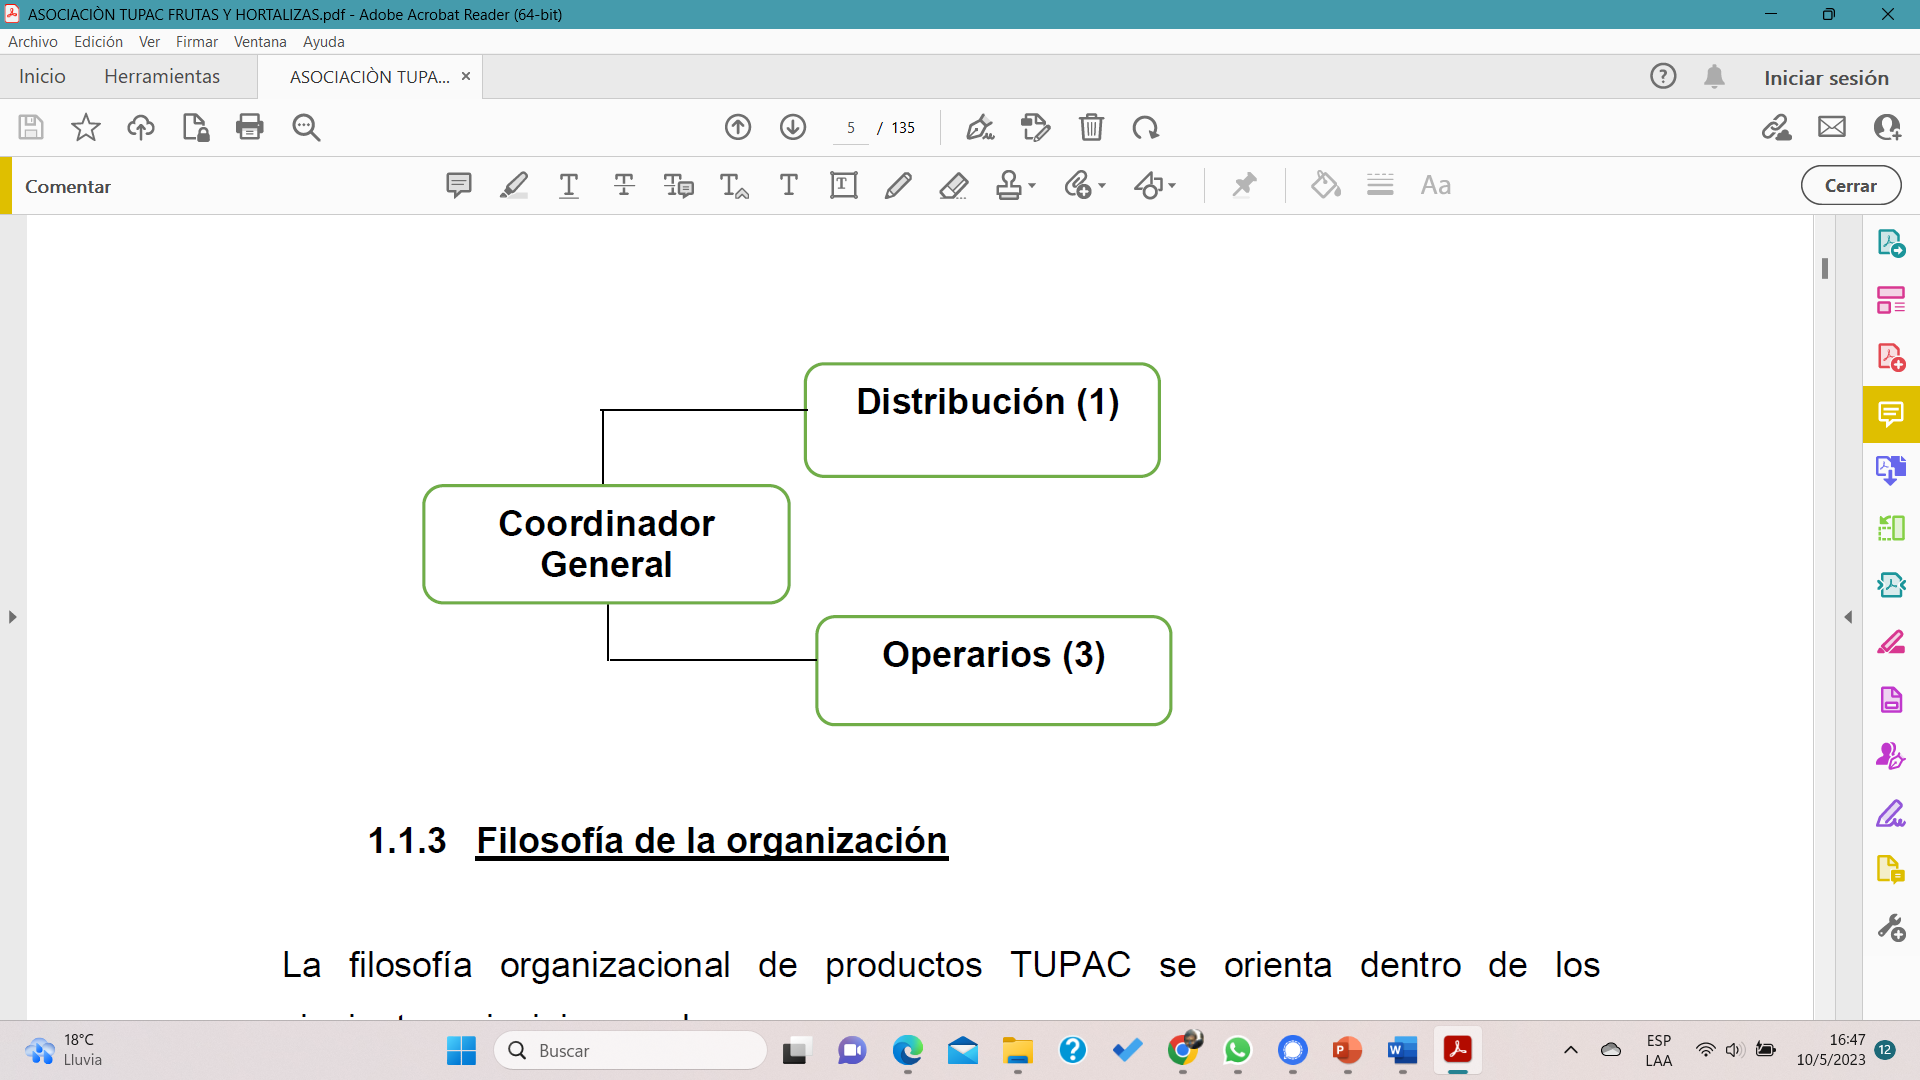 ASOCIACIÒN TUPAC FRUTAS Y HORTALIZAS.pdf - Adobe Acrobat Reader (64-bit)
Archivo Edición Ver Firmar Ventana Ayuda
Inicio Herramientas ASOCIACIÒN TUPA... Iniciar sesión
5 / 135
Comentar Aa Cerrar
Distribución (1)
Coordinador
General
Operarios (3)
1.1.3 Filosofía de la organización
La filosofía organizacional de productos TUPAC se orienta dentro de los
18°C
Lluvia
Buscar
ESP
LAA
16:47
10/5/2023
12